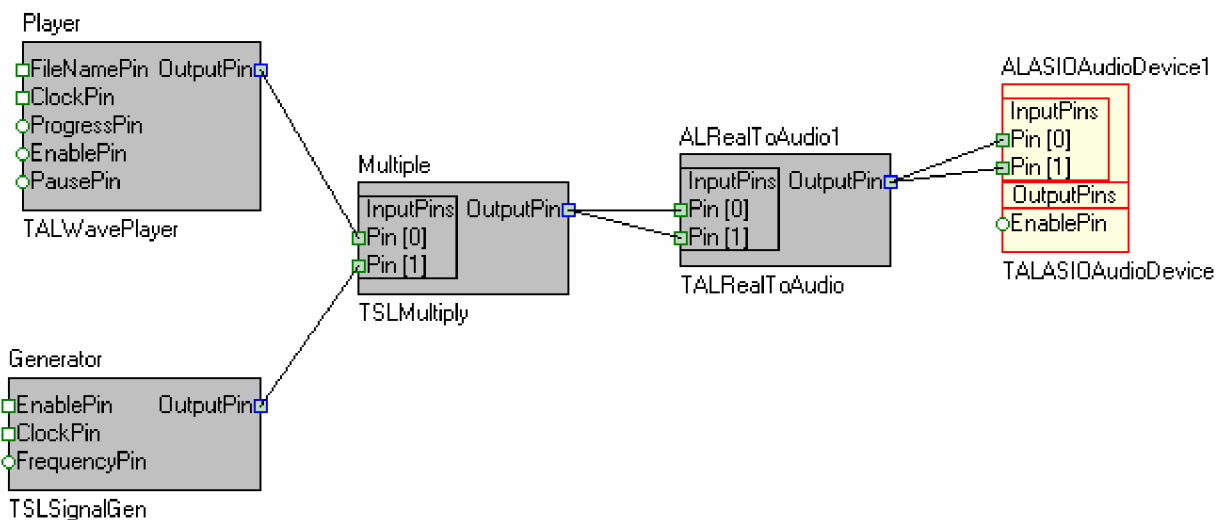 Player
FileNamePin OutputPin
ClockPin
ProgressPin
EnablePin
PausePin
TALWavePlayer
Generator
EnablePin OutputPin
ClockPin
FrequencyPin
TSLSignalGen
Multiple
InputPins OutputPin
Pin [0]
Pin [1]
TSLMultiply
ALRealToAudio1
InputPins OutputPin
Pin [0]
Pin [1]
TALRealToAudio
ALASIOAudioDevice1
InputPins
Pin [0]
Pin [1]
OutputPins
EnablePin
TALASIOAudioDevice